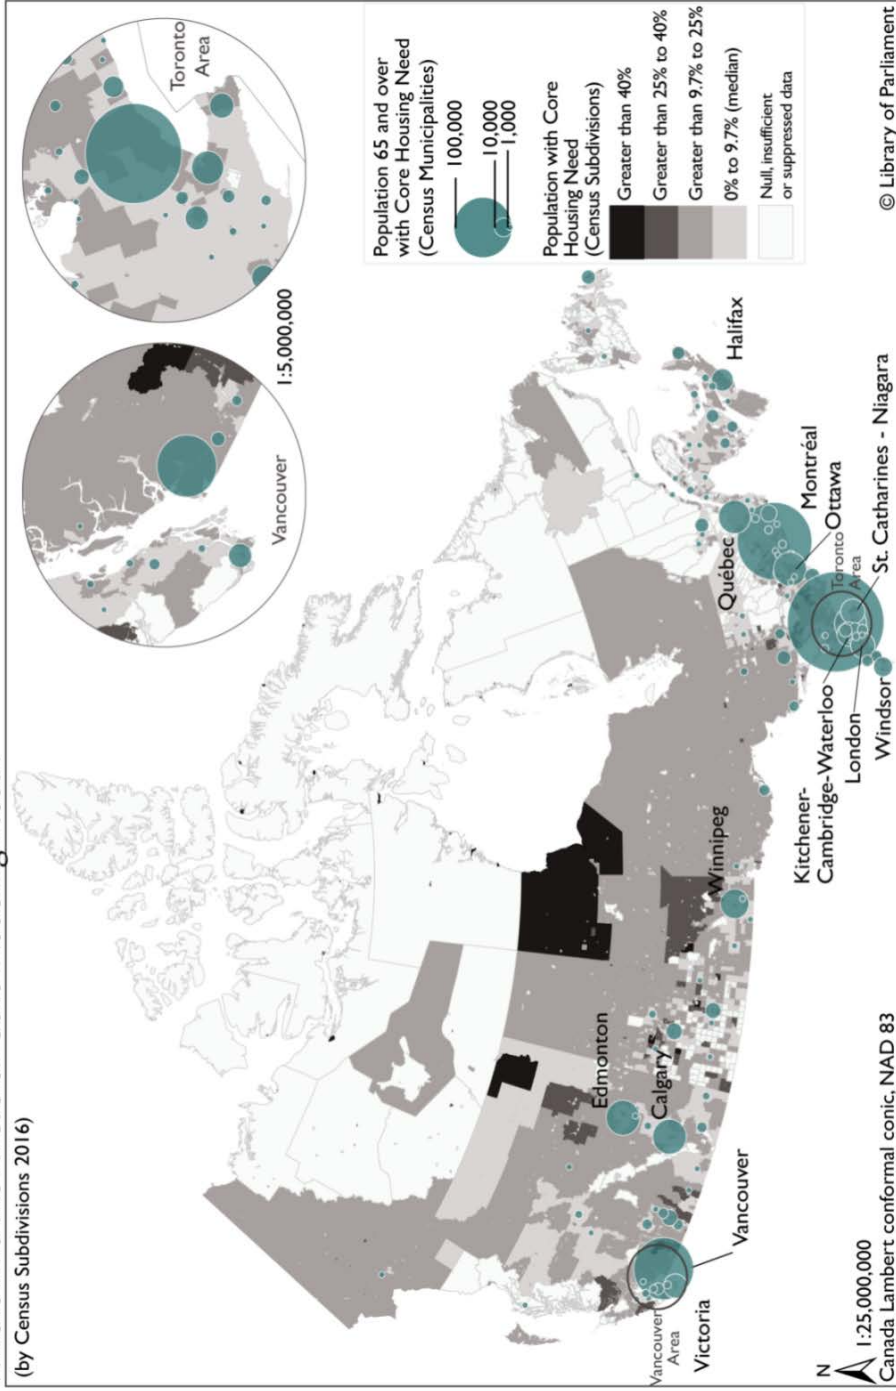 (by Census Subdivisions 2016)
Vancouver
1:5,000,000
Toronto
Area
Population 65 and over
with Core Housing Need
(Census Municipalities)
100,000
10,000
1,000
Population with Core
Housing Need
(Census Subdivisions)
Greater than 40%
Greater than 25% to 40%
Greater than 9.7% to 25%
0% to 9.7% (median)
Null, insufficient
or suppressed data
Edmonton
Calgary
Winnipeg
Vancouver
Area
Victoria
Vancouver
Québec
Montréal
Ottawa
Toronto
Area
St. Catharines - Niagara
Halifax
Kitchener-
Cambridge-Waterloo
London
Windsor
N
1:25,000,000
Canada Lambert conformal conic, NAD 83
© Library of Parliament